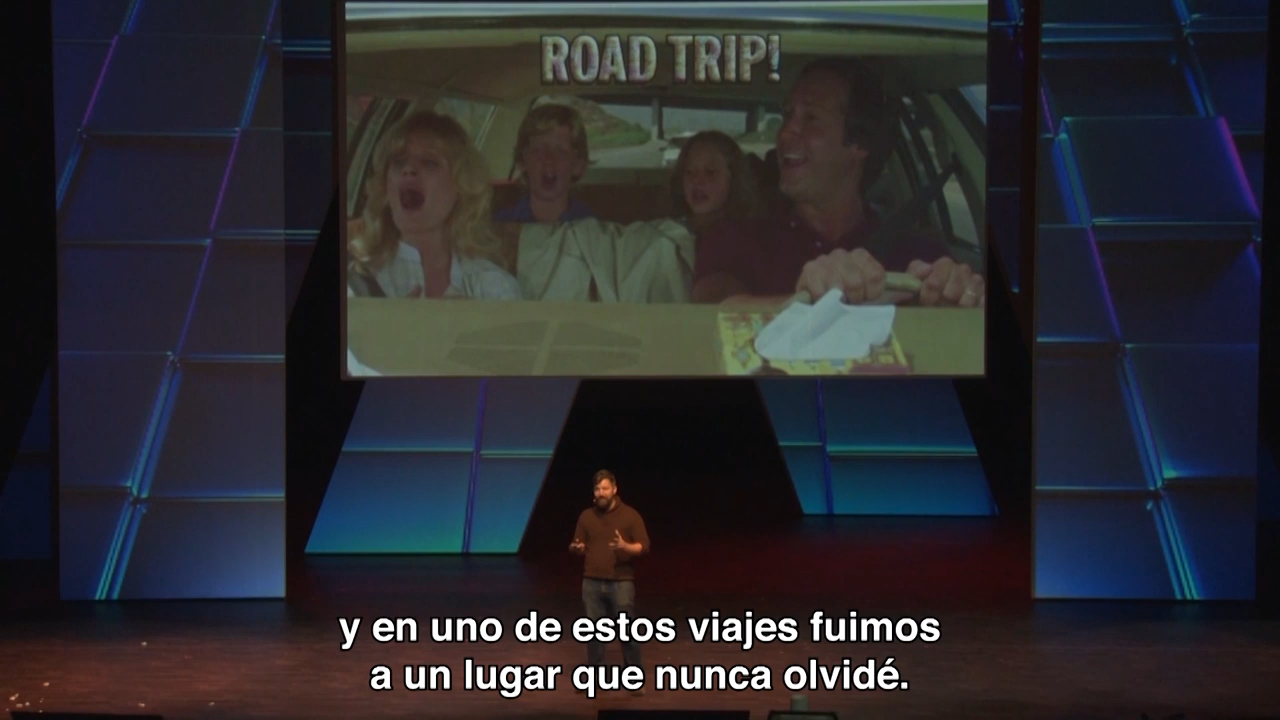 ROAD TRIP!
y en uno de estos viajes fuimos
a un lugar que nunca olvidé.